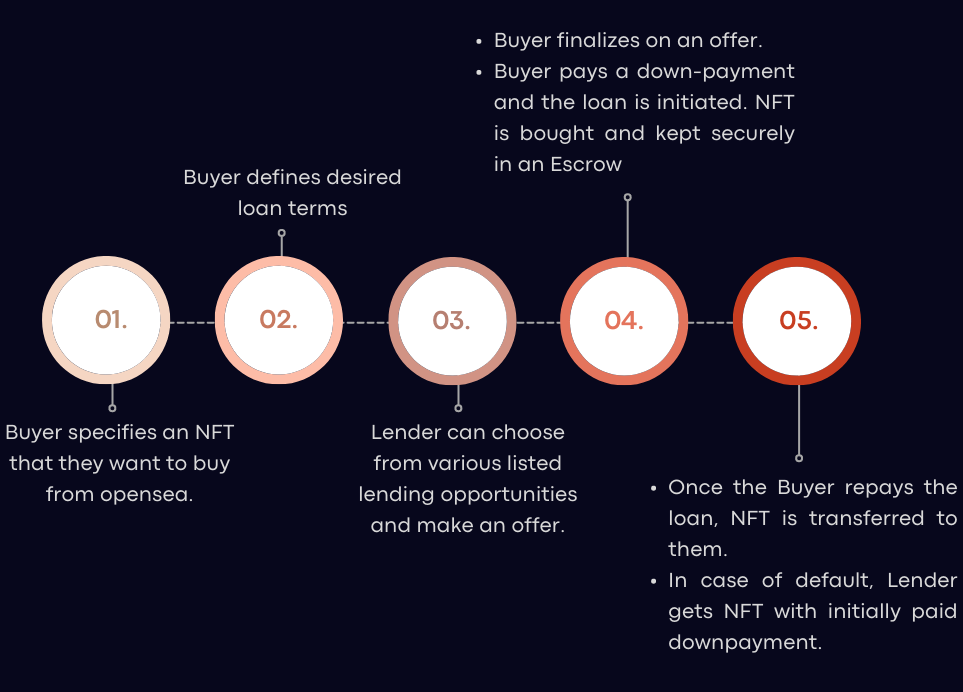 01.
Buyer specifies an NFT
that they want to buy
from opensea.
02.
Buyer defines desired
loan terms
03.
Lender can choose
from various listed
lending opportunities
and make an offer.
04.
• Buyer finalizes on an offer.
• Buyer pays a down-payment
and the loan is initiated. NFT
is bought and kept securely
in an Escrow
05.
• Once the Buyer repays the
loan, NFT is transferred to
them.
• In case of default, Lender
gets NFT with initially paid
downpayment.